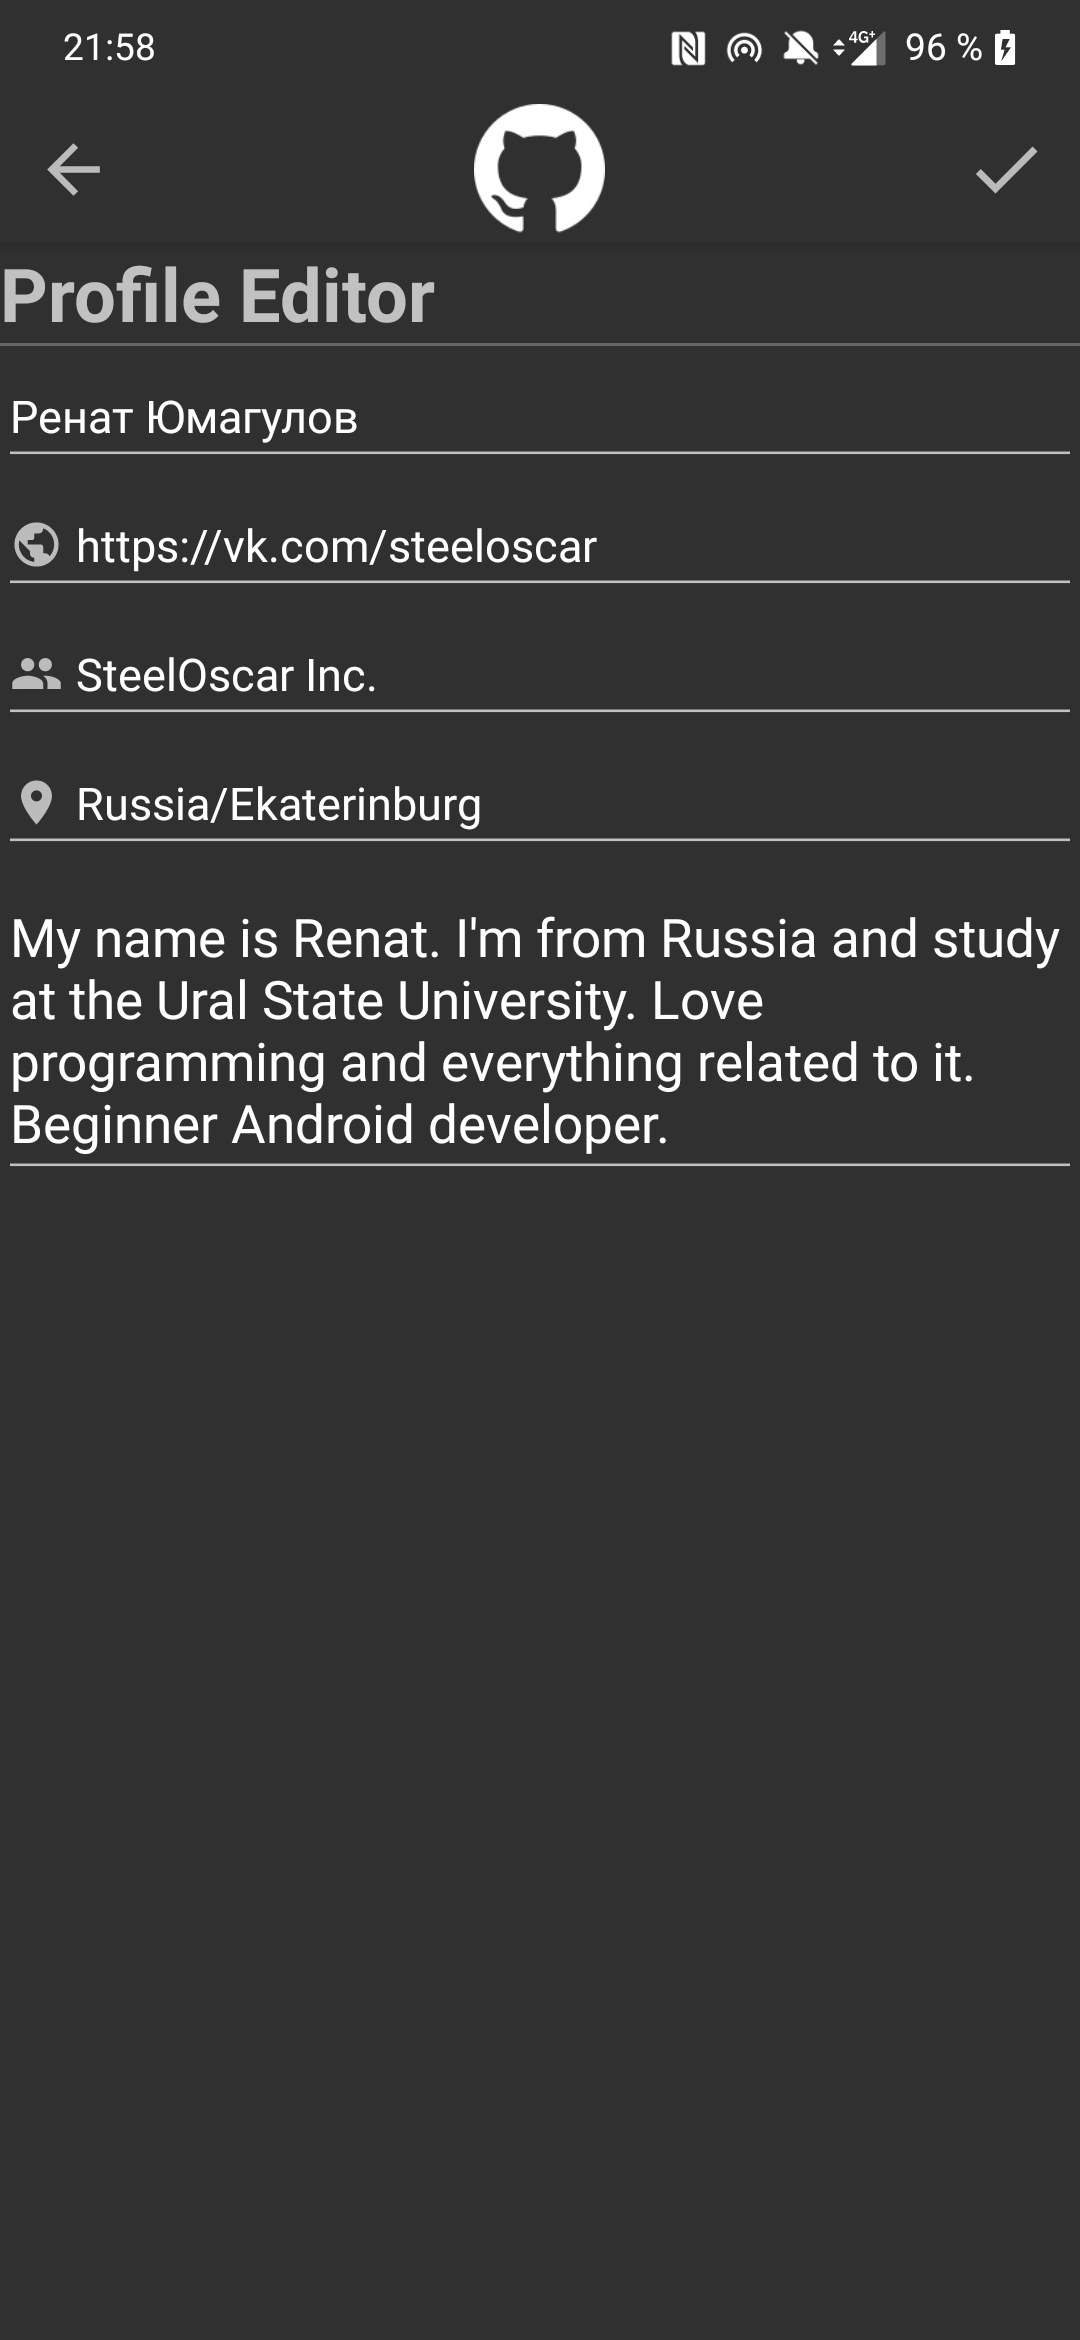 21:58
4G+ 96 %
Profile Editor
Ренат Юмагулов
https://vk.com/steeloscar
SteelOscar Inc.
Russia/Ekaterinburg
My name is Renat. I'm from Russia and study
at the Ural State University. Love
programming and everything related to it.
Beginner Android developer.